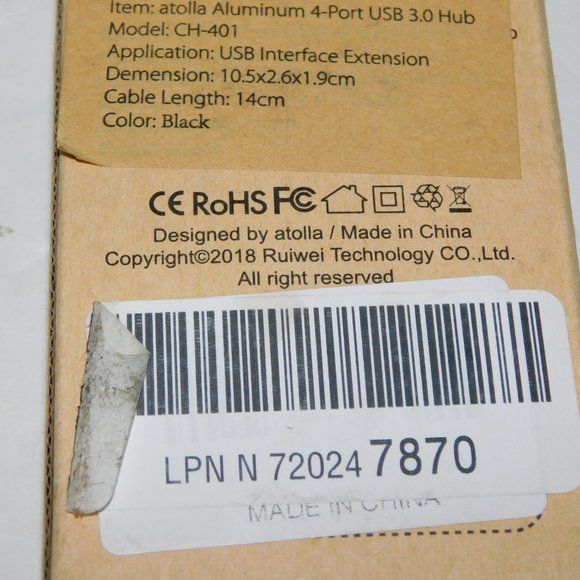 Item: atolla Aluminum 4-Port USB 3.0 Hub
Model: CH-401
Application: USB Interface Extension
Demension: 10.5x2.6x1.9cm
Cable Length: 14cm
Color: Black
CE RoHS FC
Designed by atolla / Made in China
Copyright©2018 Ruiwei Technology CO.,Ltd.
All right reserved
LPN N 72024 7870
MADE IN CHINA